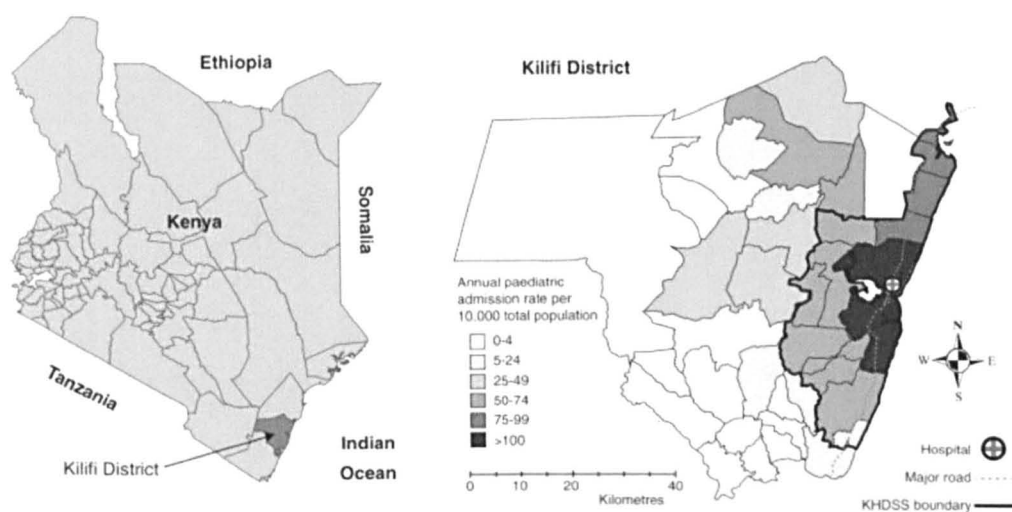 Ethiopia
Kenya
Somalia
Tanzania
Kilifi District
Indian
Ocean
Kilifi District
Annual paediatric
admission rate per
10.000 total population
0-4
5-24
25-49
50-74
75-99
>100
0 10 20 30 40
Kilometres
N
W E
S
Hospital
Major road
KHDSS boundary